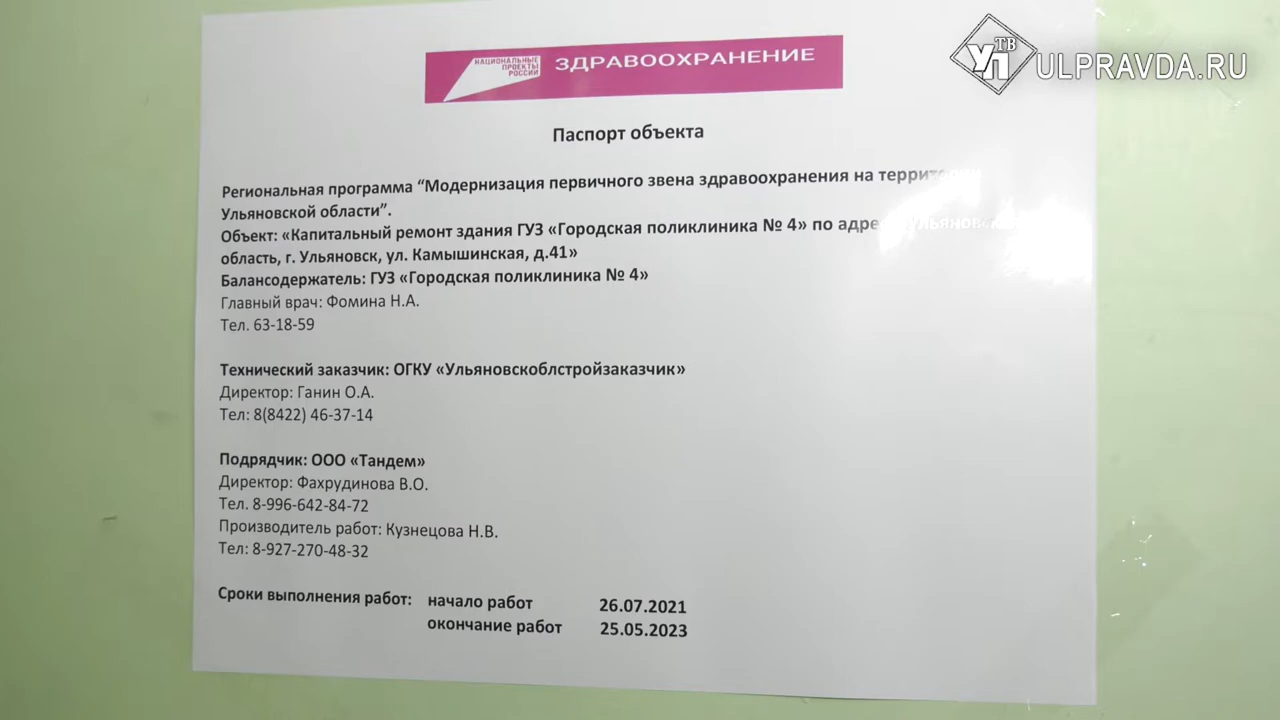 УП
ТВ
ULPRAVDA.RU
НАЦИОНАЛЬНЫЕ
ПРОЕКТЫ
РОССИИ
ЗДРАВООХРАНЕНИЕ
Паспорт объекта
Региональная программа “Модернизация первичного звена здравоохранения на территории
Ульяновской области”.
Объект: «Капитальный ремонт здания ГУЗ «Городская поликлиника № 4» по
область, г. Ульяновск, ул. Камышинская, д.41»
Балансодержатель: ГУЗ «Городская поликлиника № 4»
Главный врач: Фомина Н.А.
Тел. 63-18-59
Технический заказчик: ОГКУ «Ульяновскоблстройзаказчик»
Директор: Ганин О.А.
Тел: 8(8422) 46-37-14
Подрядчик: ООО «Тандем»
Директор: Фахрудинова В.О.
Тел. 8-996-642-84-72
Производитель работ: Кузнецова Н.В.
Тел: 8-927-270-48-32
Сроки выполнения работ: начало работ 26.07.2021
окончание работ 25.05.2023